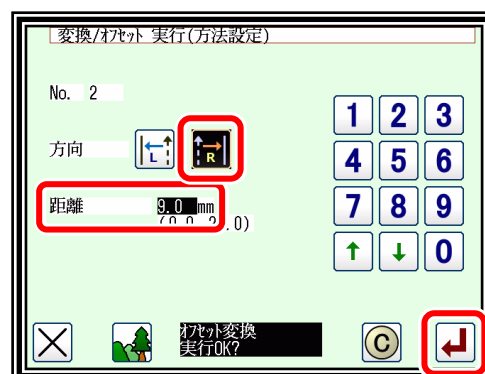 変換/オフセット 実行(方法設定)
No. 2
方向
L
R
距離 9.0 mm
.0)
1 2 3
4 5 6
7 8 9
↑ ↓ 0
オフセット変換
実行OK?
C